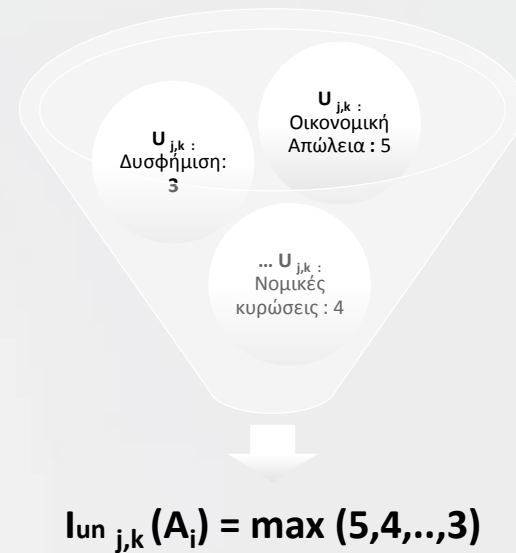 U j,k :
Οικονομική
Απώλεια : 5
U j,k :
Δυσφήμιση:
3
... U j,k :
Νομικές
κυρώσεις : 4
Iun j,k (Ai) = max (5,4,..,3)